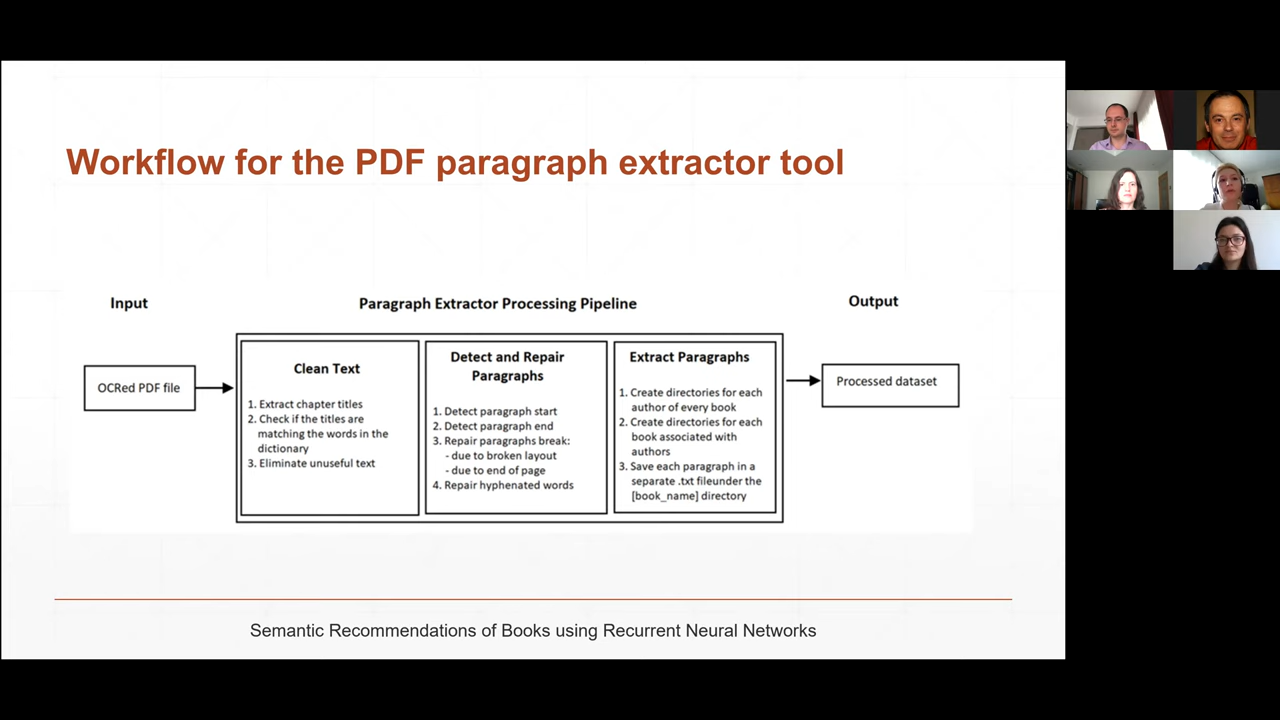 Workflow for the PDF paragraph extractor tool
Input
Paragraph Extractor Processing Pipeline
Output
OCRed PDF file
Clean Text
1. Extract chapter titles
2. Check if the titles are
matching the words in the
dictionary
3. Eliminate unuseful text
Detect and Repair
Paragraphs
1. Detect paragraph start
2. Detect paragraph end
3. Repair paragraphs break:
- due to broken layout
- due to end of page
4. Repair hyphenated words
Extract Paragraphs
1. Create directories for each
author of every book
2. Create directories for each
book associated with
authors
3. Save each paragraph in a
separate .txt fileunder the
[book_name] directory
Processed dataset
Semantic Recommendations of Books using Recurrent Neural Networks